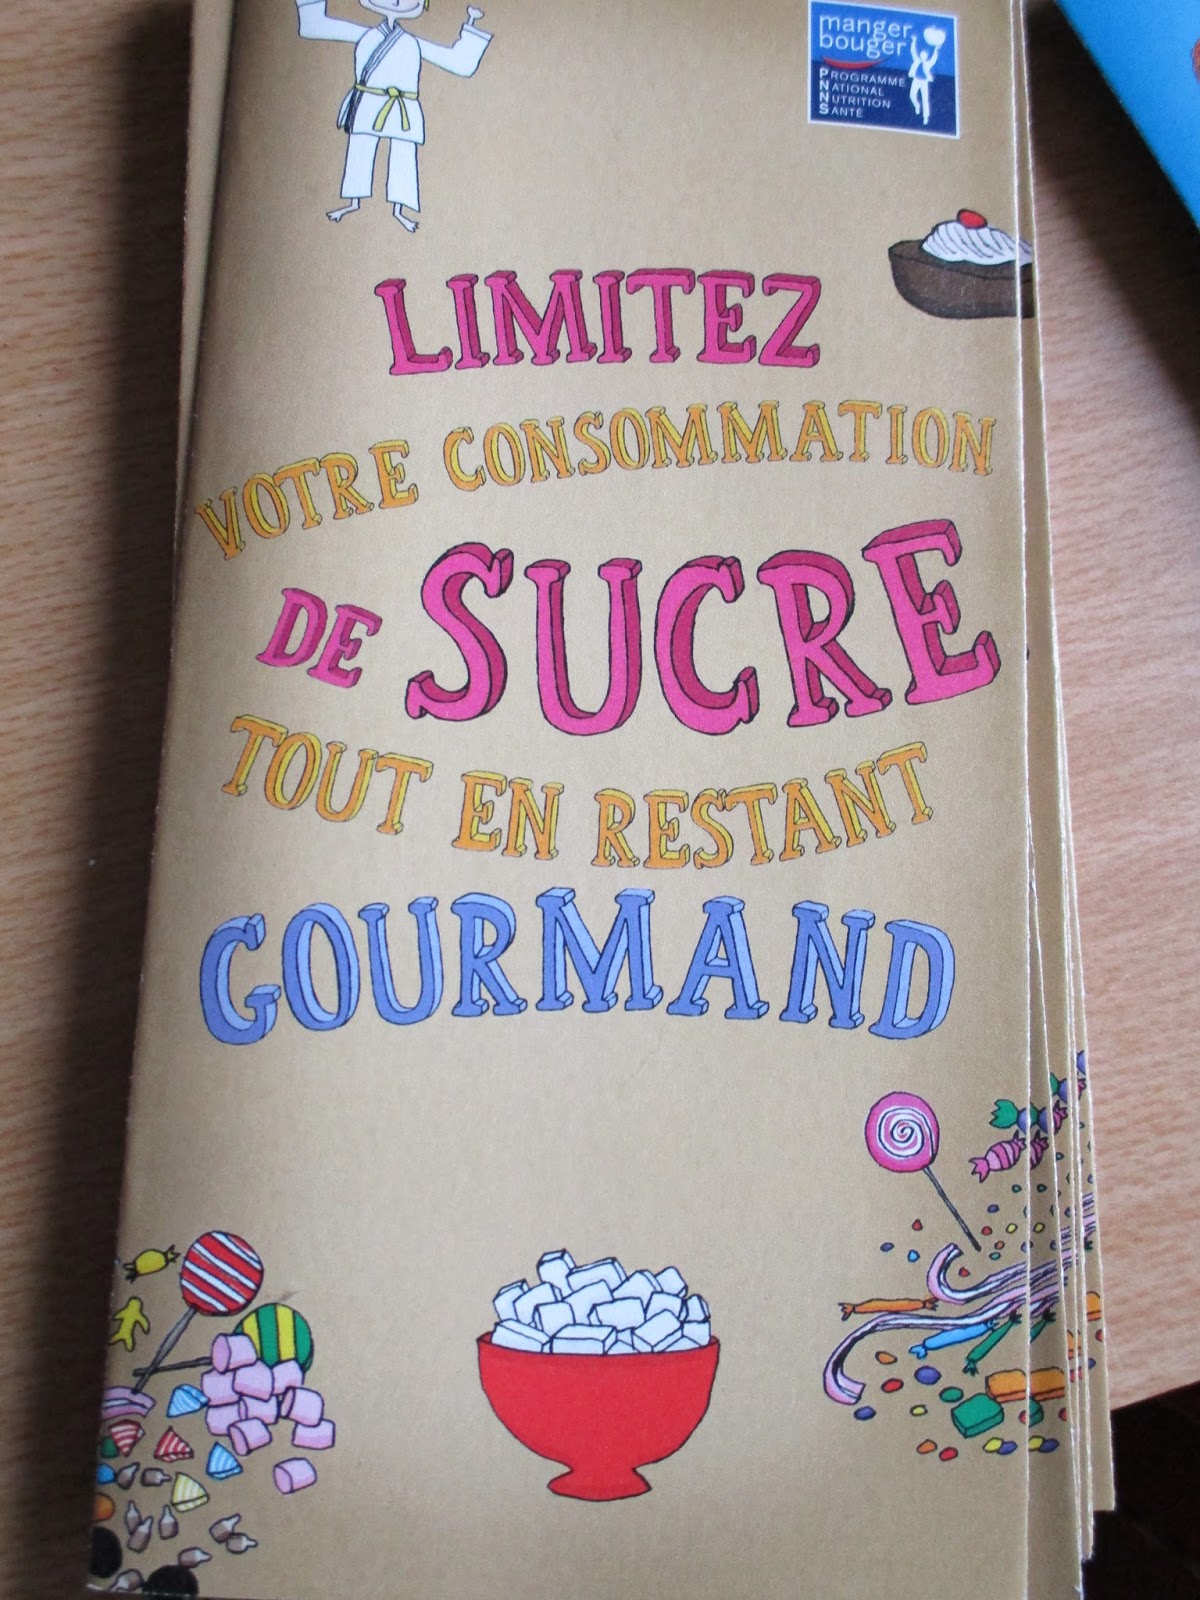 manger
bouger
PROGRAMME
NATIONAL
NUTRITION
SANTÉ
LIMITEZ
VOTRE CONSOMMATION
DE SUCRE
TOUT EN RESTANT
GOURMAND